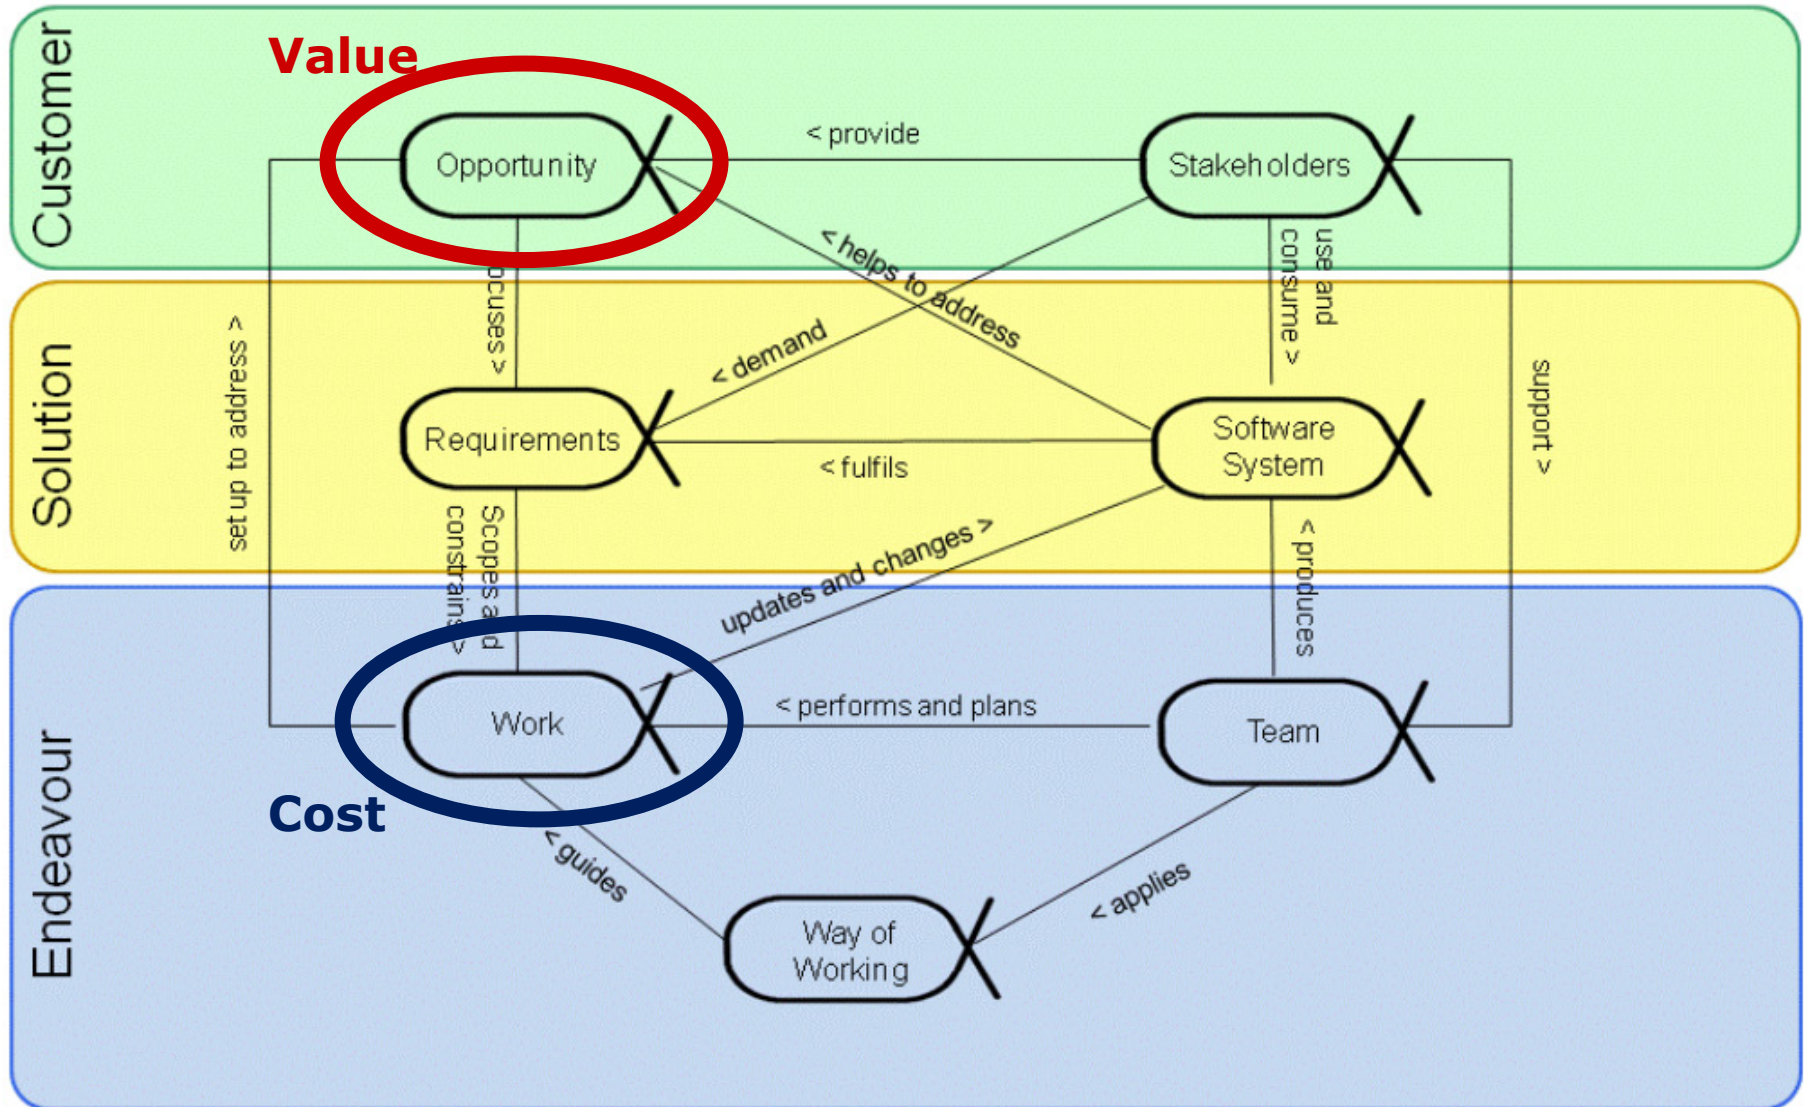 Customer
Value
Opportunity
< provide
Stakeholders
< helps to address
use and
consume >
< demand
Solution
set up to address >
Requirements
< fulfils
Software
System
support >
Scopes and
constrains >
updates and changes >
< produces
Endeavour
Work
< performs and plans
Team
Cost
< guides
< applies
Way of
Working